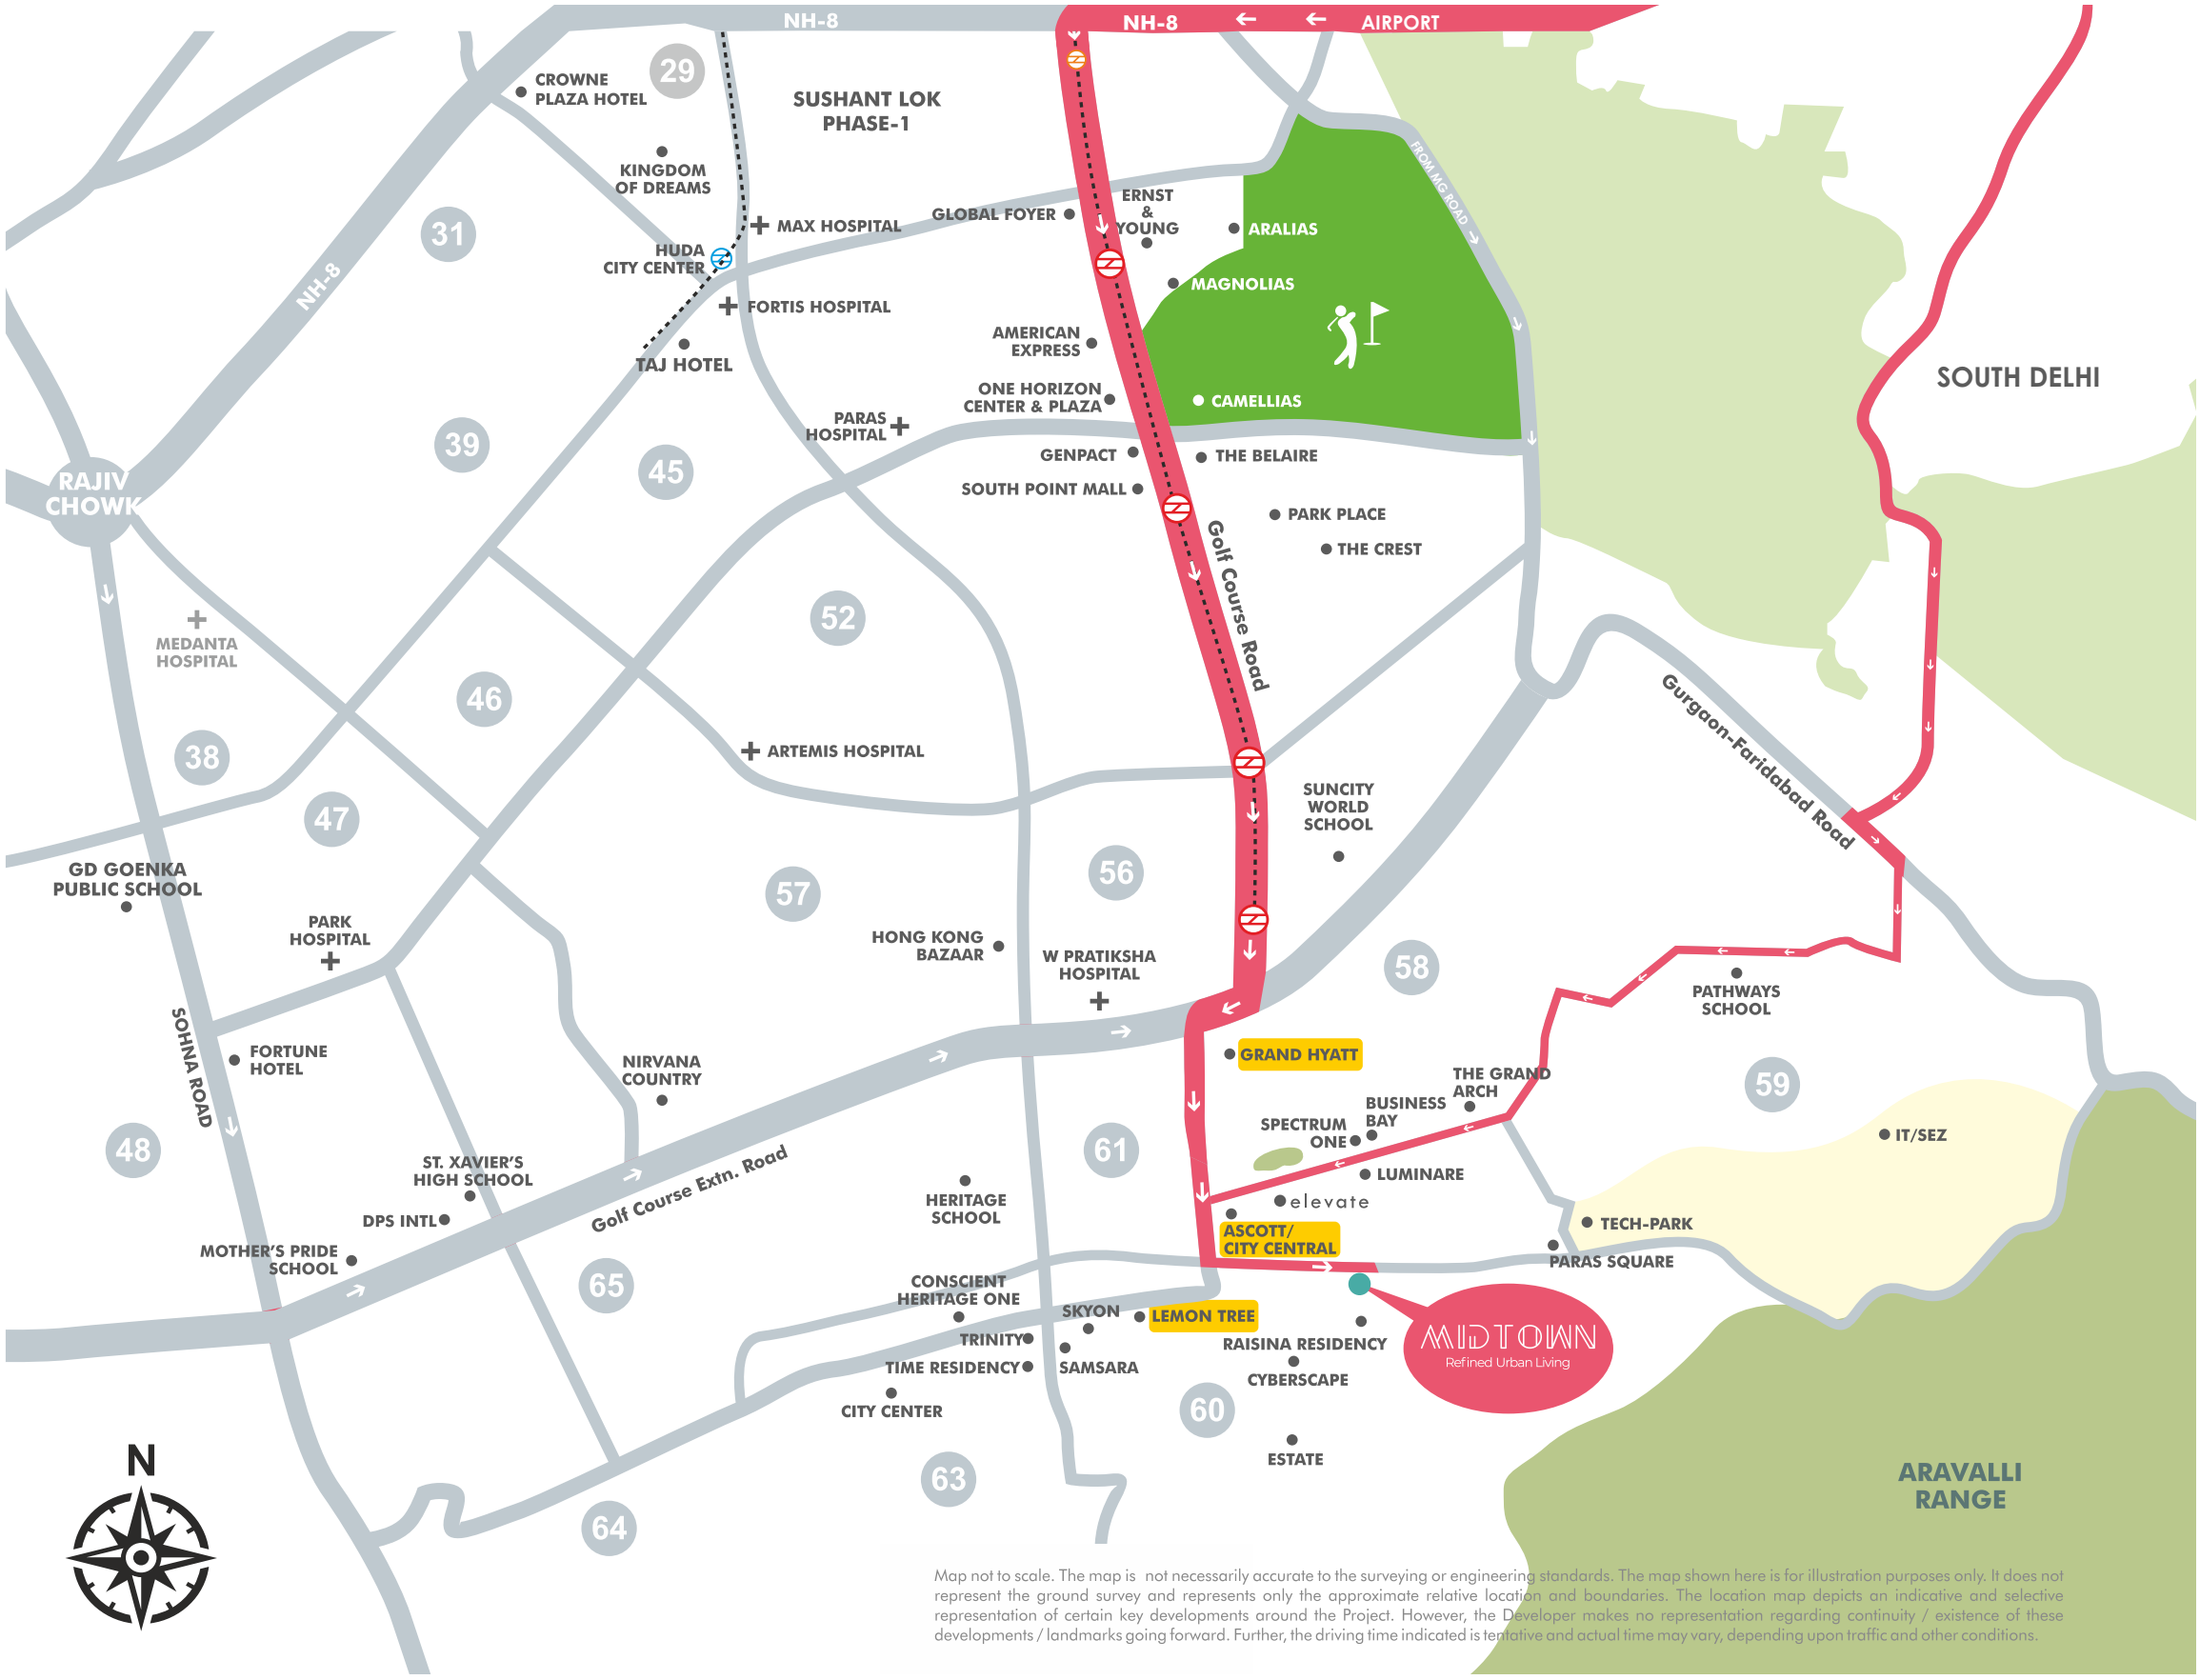 NH-8
NH-8
AIRPORT
29
CROWNE
PLAZA HOTEL
SUSHANT LOK
PHASE-1
KINGDOM
OF DREAMS
FROM MG ROAD
31
MAX HOSPITAL
GLOBAL FOYER
ERNST
&
YOUNG
ARALIAS
HUDA
CITY CENTER
NH-8
MAGNOLIAS
FORTIS HOSPITAL
AMERICAN
EXPRESS
TAJ HOTEL
SOUTH DELHI
ONE HORIZON
CENTER & PLAZA
CAMELLIAS
PARAS
HOSPITAL
39
45
GENPACT
THE BELAIRE
RAJIV
CHOWK
SOUTH POINT MALL
PARK PLACE
THE CREST
Golf Course Road
52
MEDANTA
HOSPITAL
46
Gurgaon-Faridabad Road
38
ARTEMIS HOSPITAL
SUNCITY
WORLD
SCHOOL
47
GD GOENKA
PUBLIC SCHOOL
57
56
PARK
HOSPITAL
HONG KONG
BAZAAR
W PRATIKSHA
HOSPITAL
58
PATHWAYS
SCHOOL
SOHNA ROAD
FORTUNE
HOTEL
NIRVANA
COUNTRY
GRAND HYATT
THE GRAND
ARCH
59
BUSINESS
BAY
SPECTRUM
ONE
IT/SEZ
48
61
ST. XAVIER'S
HIGH SCHOOL
Golf Course Extn. Road
LUMINARE
HERITAGE
SCHOOL
elevate
DPS INTL
ASCOTT/
CITY CENTRAL
TECH-PARK
MOTHER'S PRIDE
SCHOOL
PARAS SQUARE
65
CONSCIENT
HERITAGE ONE
SKYON
LEMON TREE
TRINITY
RAISINA RESIDENCY
MIDTOWN
Refined Urban Living
TIME RESIDENCY
SAMSARA
CYBERSCAPE
CITY CENTER
60
ESTATE
N
63
ARAVALLI
RANGE
64
Map not to scale. The map is not necessarily accurate to the surveying or engineering standards. The map shown here is for illustration purposes only. It does not
represent the ground survey and represents only the approximate relative location and boundaries. The location map depicts an indicative and selective
representation of certain key developments around the Project. However, the Developer makes no representation regarding continuity / existence of these
developments / landmarks going forward. Further, the driving time indicated is tentative and actual time may vary, depending upon traffic and other conditions.